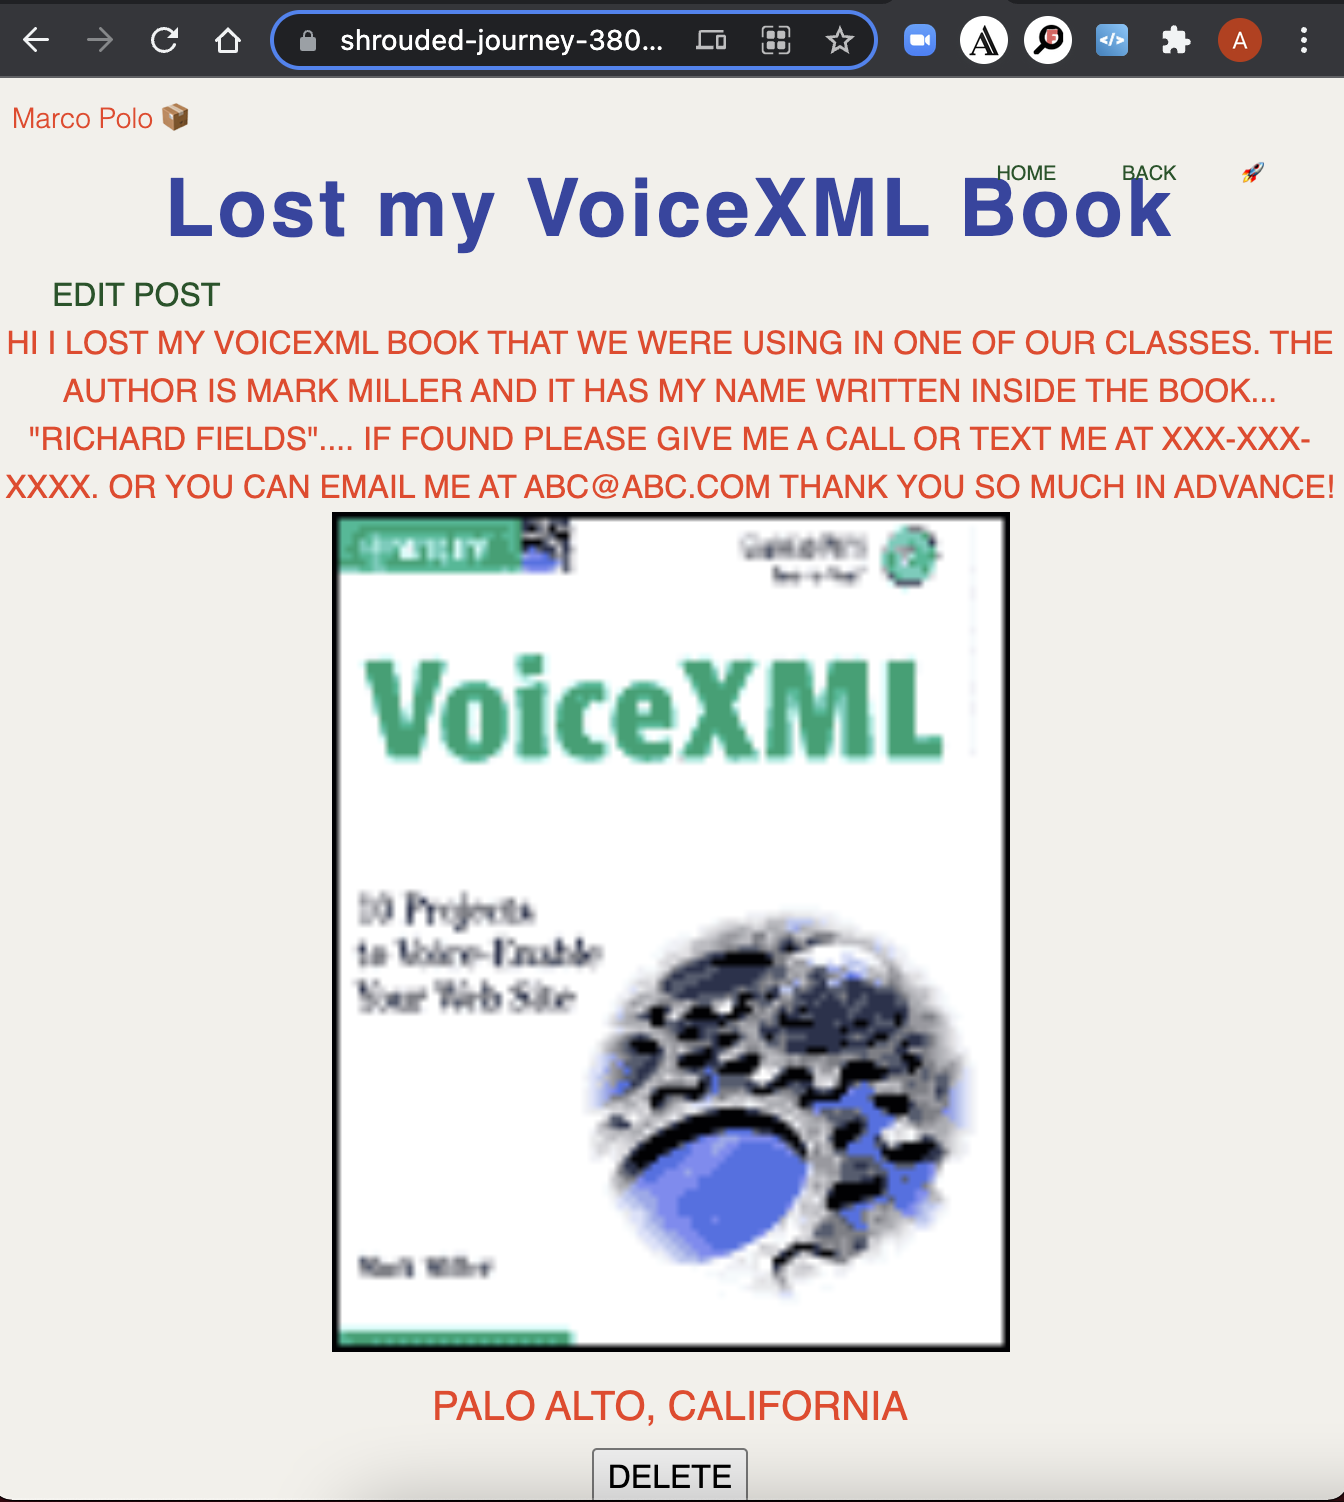 shrouded-journey-380...
A
</>
A
Marco Polo 📦
HOME BACK 🚀
Lost my VoiceXML Book
EDIT POST
HI I LOST MY VOICEXML BOOK THAT WE WERE USING IN ONE OF OUR CLASSES. THE
AUTHOR IS MARK MILLER AND IT HAS MY NAME WRITTEN INSIDE THE BOOK...
"RICHARD FIELDS".... IF FOUND PLEASE GIVE ME A CALL OR TEXT ME AT XXX-XXX-
XXXX. OR YOU CAN EMAIL ME AT ABC@ABC.COM THANK YOU SO MUCH IN ADVANCE!
VoiceXML
10 Projects
to Voice-Enable
Your Web Site
Mark Miller
PALO ALTO, CALIFORNIA
DELETE